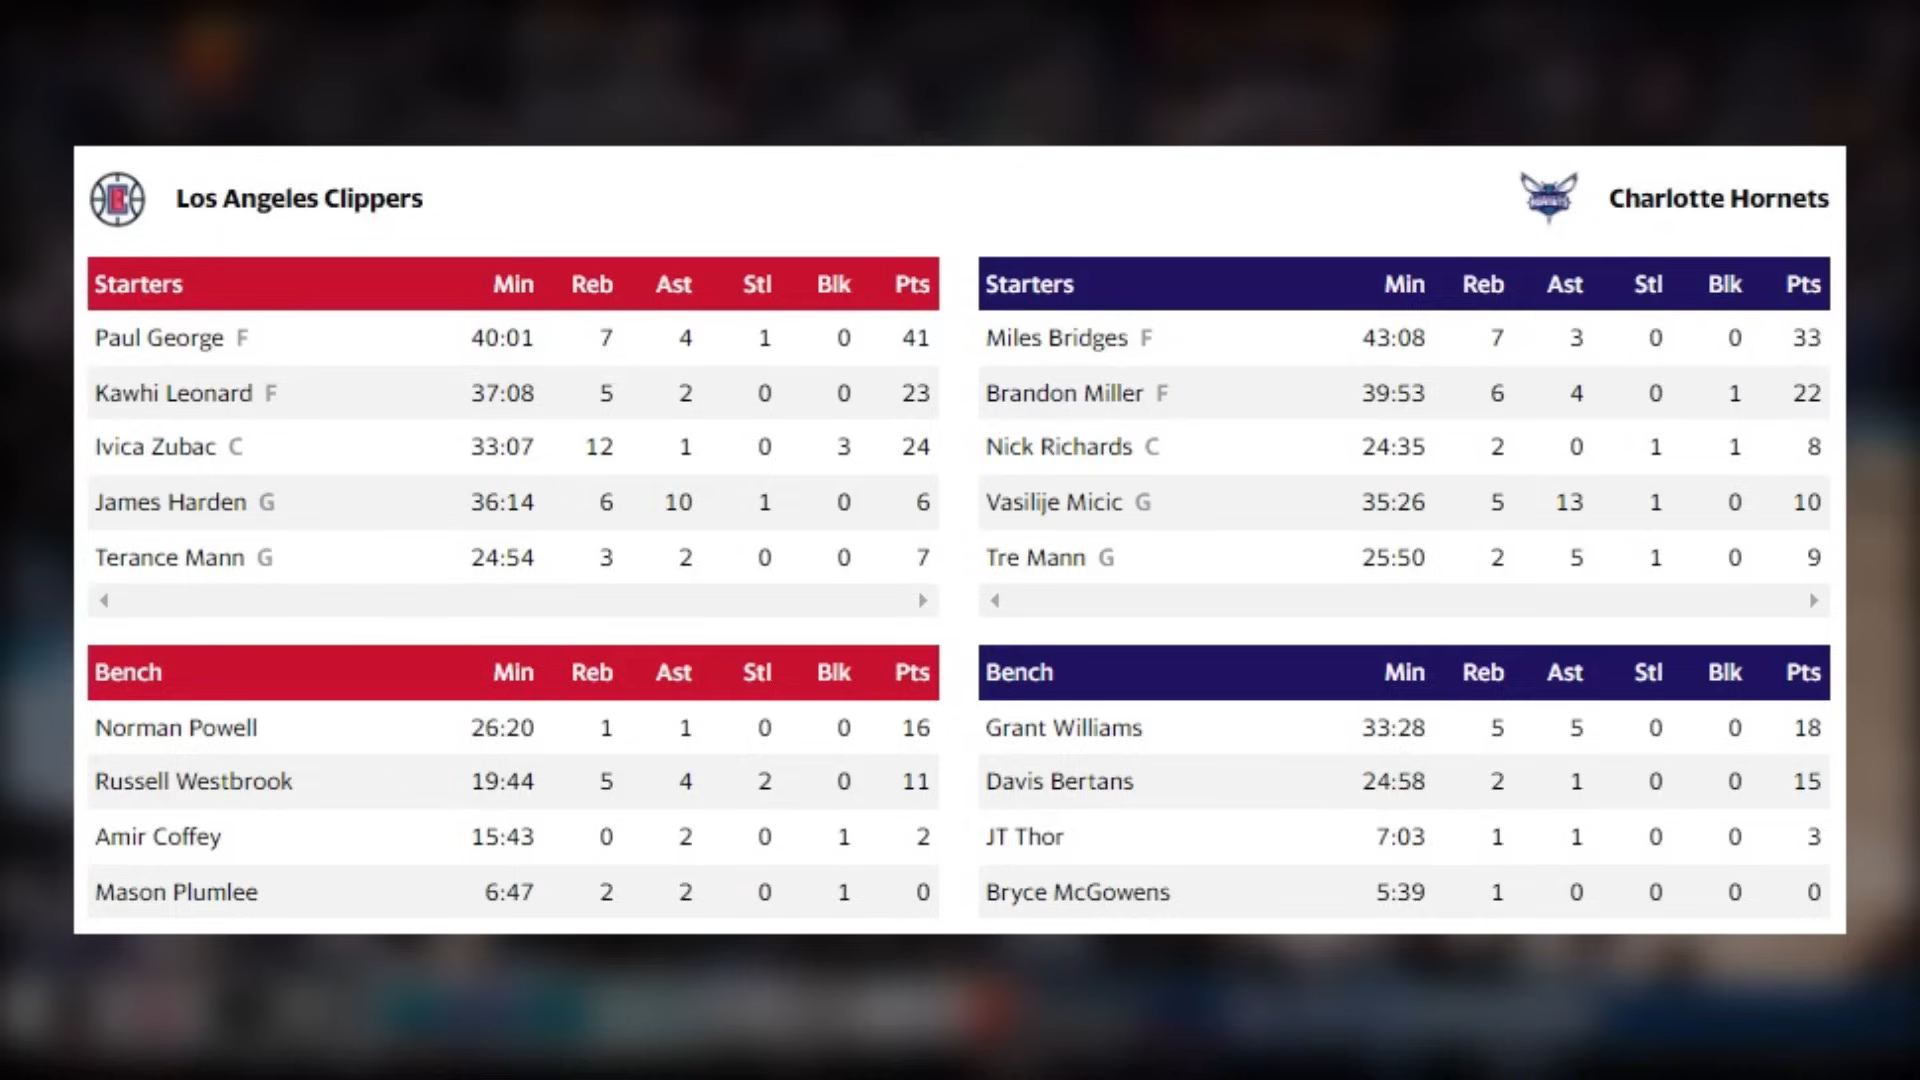 Los Angeles Clippers
Charlotte Hornets
Starters Min Reb Ast Stl Blk Pts
Paul George F 40:01 7 4 1 0 41
Kawhi Leonard F 37:08 5 2 0 0 23
Ivica Zubac C 33:07 12 1 0 3 24
James Harden G 36:14 6 10 1 0 6
Terance Mann G 24:54 3 2 0 0 7
Bench Min Reb Ast Stl Blk Pts
Norman Powell 26:20 1 1 0 0 16
Russell Westbrook 19:44 5 4 2 0 11
Amir Coffey 15:43 0 2 0 1 2
Mason Plumlee 6:47 2 2 0 1 0
Starters Min Reb Ast Stl Blk Pts
Miles Bridges F 43:08 7 3 0 0 33
Brandon Miller F 39:53 6 4 0 1 22
Nick Richards C 24:35 2 0 1 1 8
Vasilije Micic G 35:26 5 13 1 0 10
Tre Mann G 25:50 2 5 1 0 9
Bench Min Reb Ast Stl Blk Pts
Grant Williams 33:28 5 5 0 0 18
Davis Bertans 24:58 2 1 0 0 15
JT Thor 7:03 1 1 0 0 3
Bryce McGowens 5:39 1 0 0 0 0